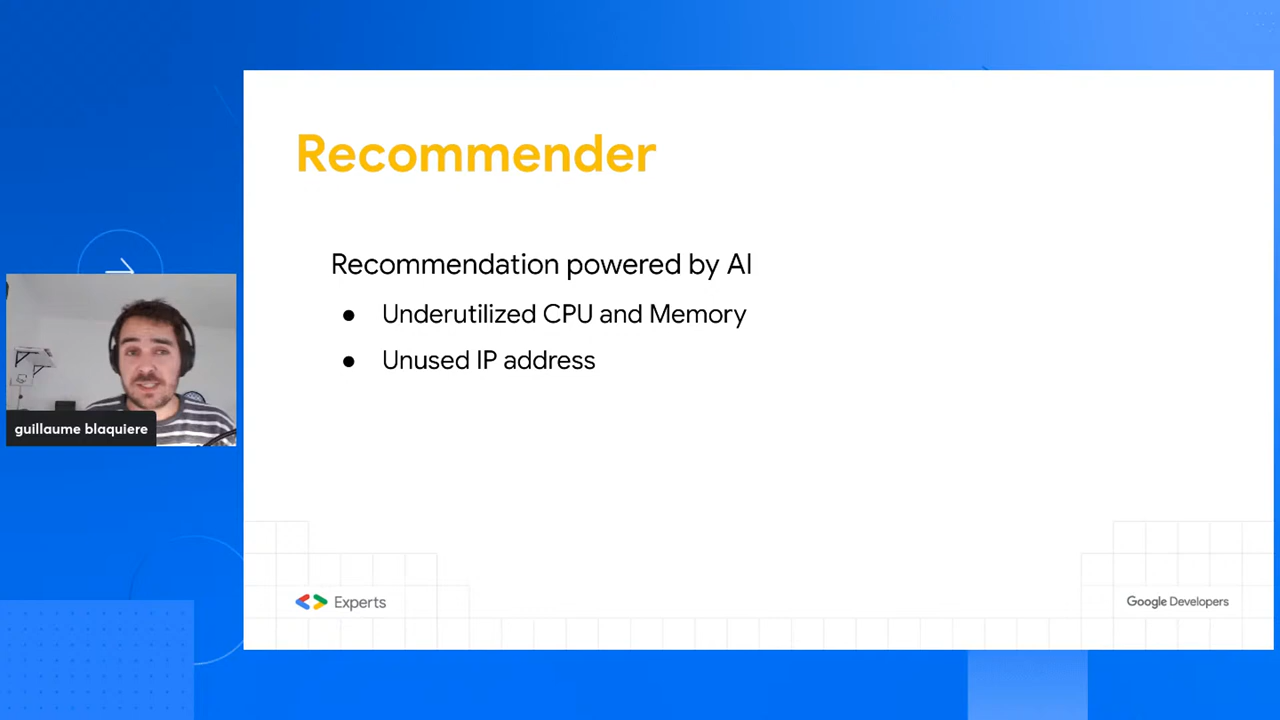 Recommender
Recommendation powered by AI
● Underutilized CPU and Memory
● Unused IP address
guillaume blaquiere
Experts
Google Developers